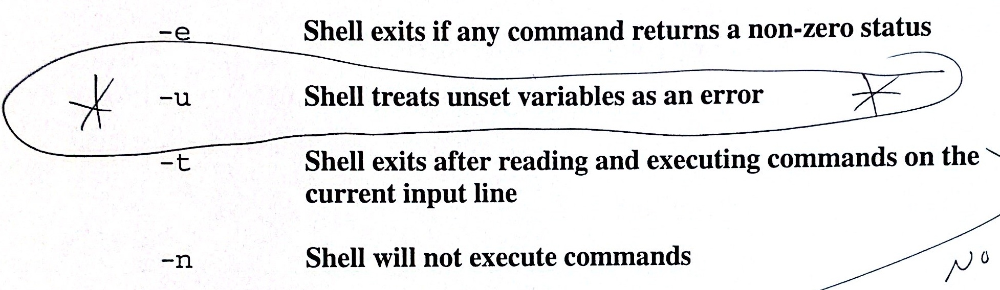 -e Shell exits if any command returns a non-zero status
* -u Shell treats unset variables as an error *
-t Shell exits after reading and executing commands on the
current input line
-n Shell will not execute commands
No